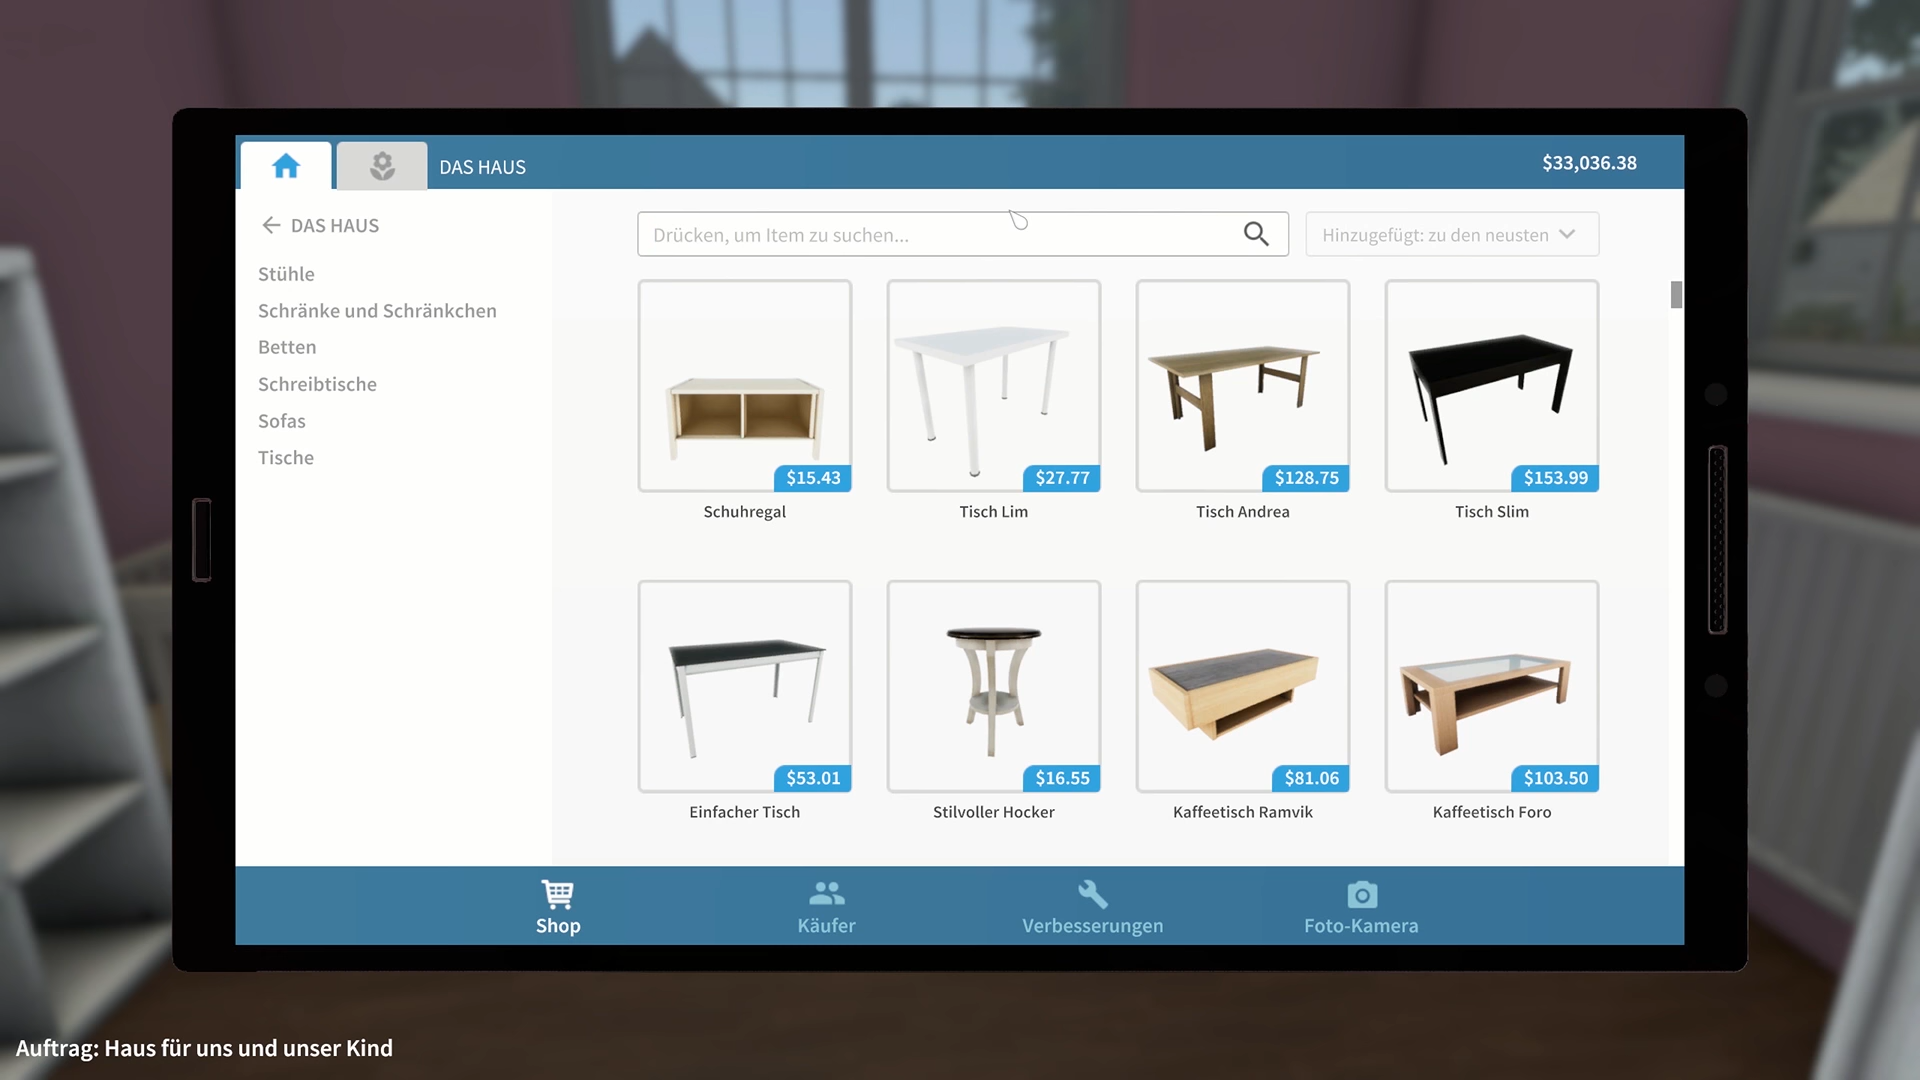 DAS HAUS
$33,036.38
DAS HAUS
Stühle
Schränke und Schränkchen
Betten
Schreibtische
Sofas
Tische
Drücken, um Item zu suchen...
Hinzugefügt: zu den neusten
$15.43
$27.77
$128.75
$153.99
Schuhregal
Tisch Lim
Tisch Andrea
Tisch Slim
$53.01
$16.55
$81.06
$103.50
Einfacher Tisch
Stilvoller Hocker
Kaffeetisch Ramvik
Kaffeetisch Foro
Shop
Käufer
Verbesserungen
Foto-Kamera
Auftrag: Haus für uns und unser Kind